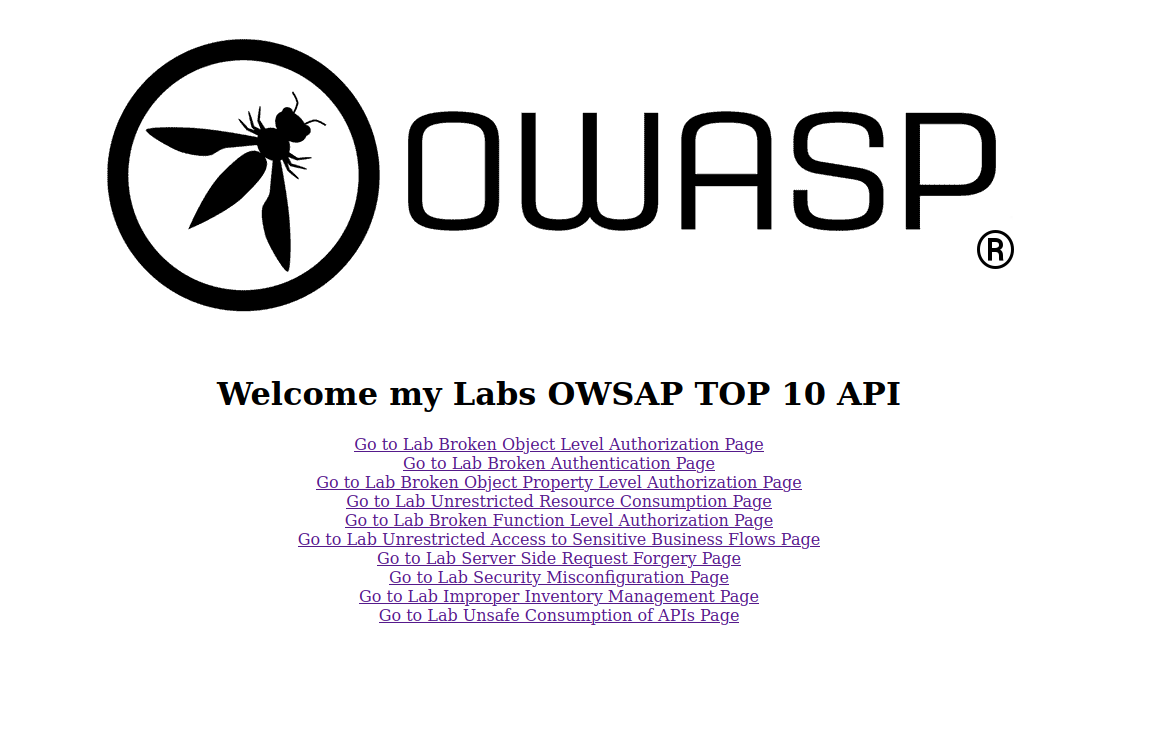 OWASP
®
Welcome my Labs OWSAP TOP 10 API
Go to Lab Broken Object Level Authorization Page
Go to Lab Broken Authentication Page
Go to Lab Broken Object Property Level Authorization Page
Go to Lab Unrestricted Resource Consumption Page
Go to Lab Broken Function Level Authorization Page
Go to Lab Unrestricted Access to Sensitive Business Flows Page
Go to Lab Server Side Request Forgery Page
Go to Lab Security Misconfiguration Page
Go to Lab Improper Inventory Management Page
Go to Lab Unsafe Consumption of APIs Page